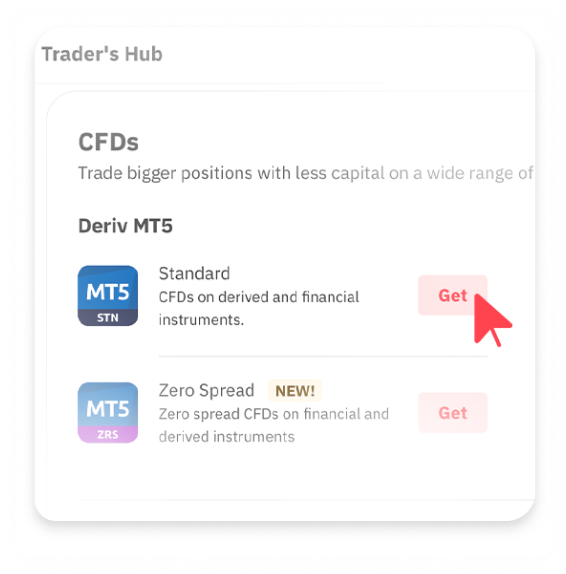 Trader's Hub
CFDs
Trade bigger positions with less capital on a wide range of
Deriv MT5
MT5
STN
Standard
CFDs on derived and financial
instruments.
Get
MT5
ZRS
Zero Spread NEW!
Zero spread CFDs on financial and
derived instruments
Get